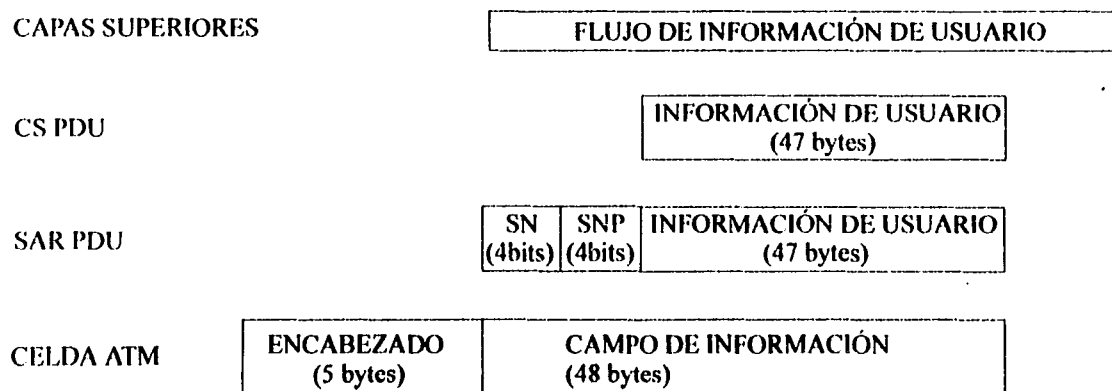 CAPAS SUPERIORES
FLUJO DE INFORMACIÓN DE USUARIO
CS PDU
INFORMACIÓN DE USUARIO
(47 bytes)
SAR PDU
SN
(4bits)
SNP
(4bits)
INFORMACIÓN DE USUARIO
(47 bytes)
CELDA ATM
ENCABEZADO
(5 bytes)
CAMPO DE INFORMACIÓN
(48 bytes)